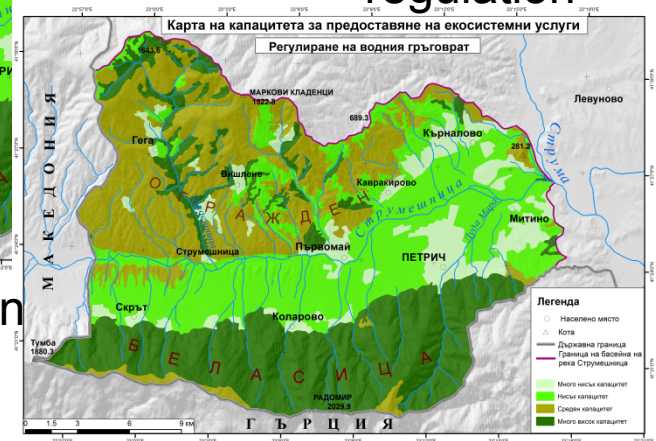 regulation
Карта на капацитета за предоставяне на екосистемни услуги
Регулиране на водния гръговрат
1643.6
МАРКОВИ КЛАДЕНЦИ
1522.8
Левуново
689.3
Кърналово
281.2
Струма
Гега
Вишлене
Кавракирово
ОГРАЖДЕН
Струмешница
Митино
МАКЕДОНИЯ
Струмешница
Първомай
ПЕТРИЧ
Скрът
Коларово
Тумба
1880.3
БЕЛАСИЦА
РАДОМИР
2029.9
ГЪРЦИЯ
Легенда
Населено място
Кота
Държавна граница
Граница на басейна на
река Струмешница
Много нисък капацитет
Нисък капацитет
Среден капацитет
Много висок капацитет
0 1.5 3 6 9 км